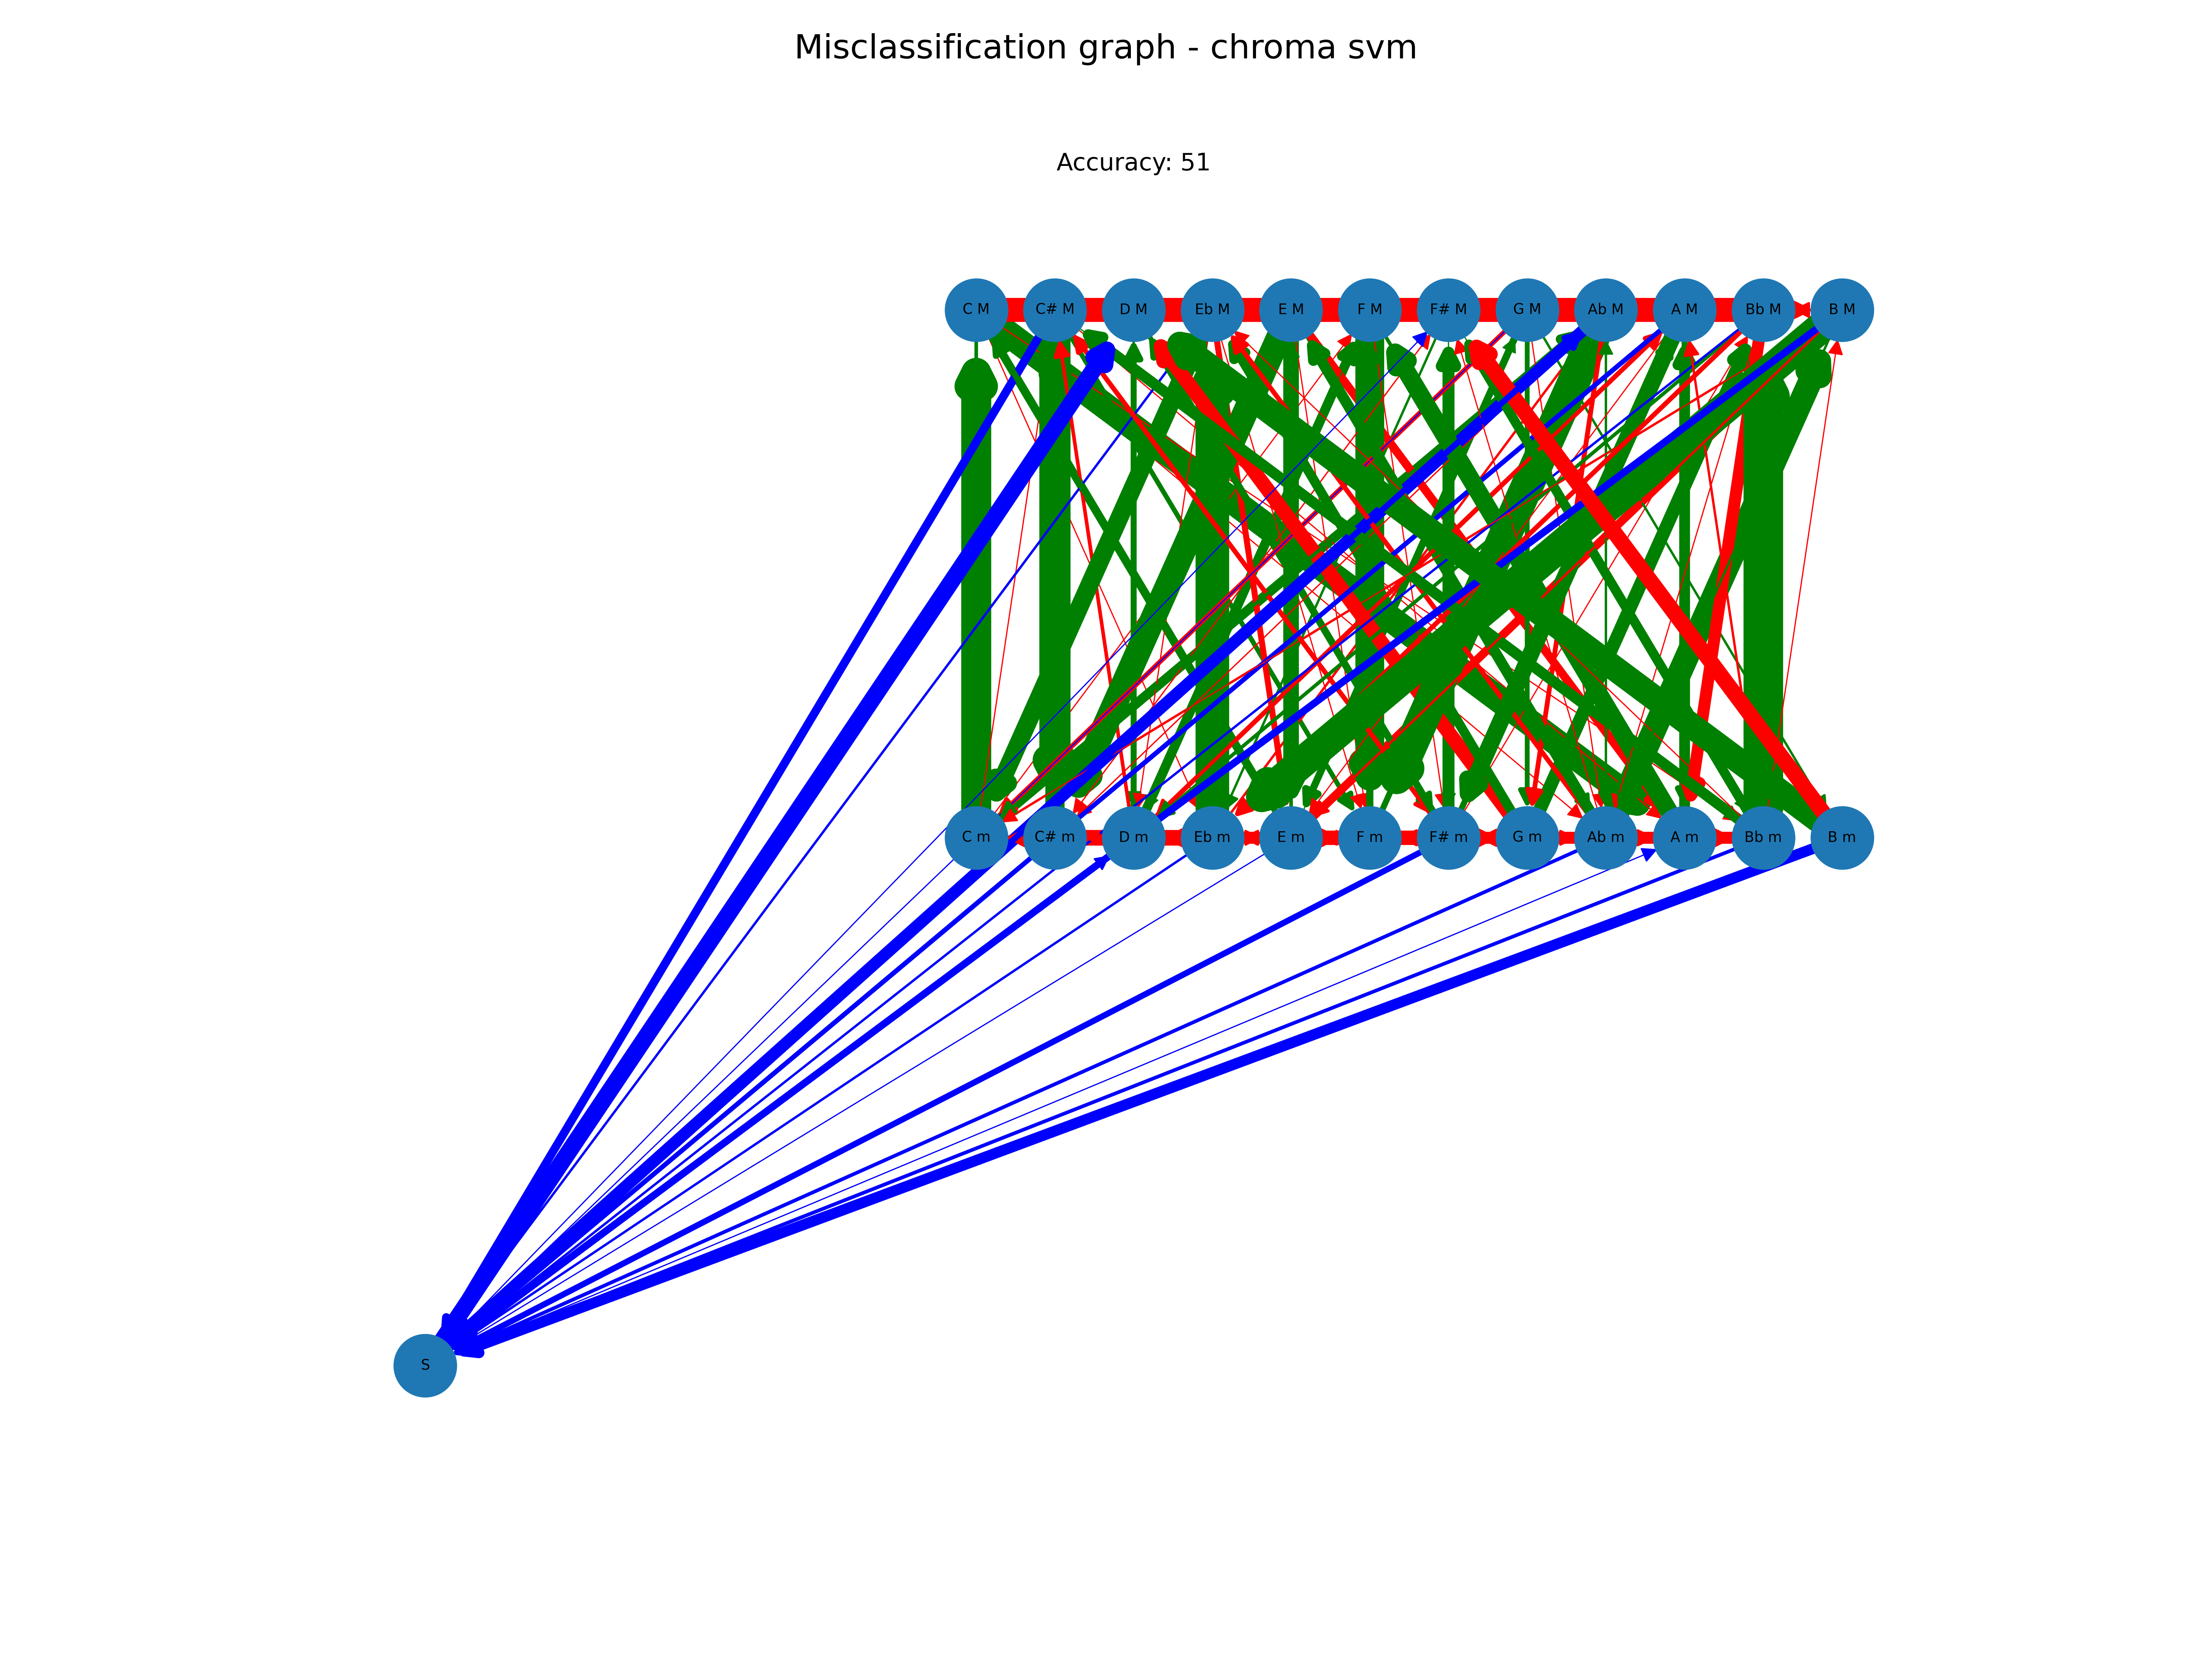 Misclassification graph - chroma svm
Accuracy: 51
C M C# M D M Eb M E M F M F# M G M Ab M A M Bb M B M
C m C# m D m Eb m E m F m F# m G m Ab m A m Bb m B m
S